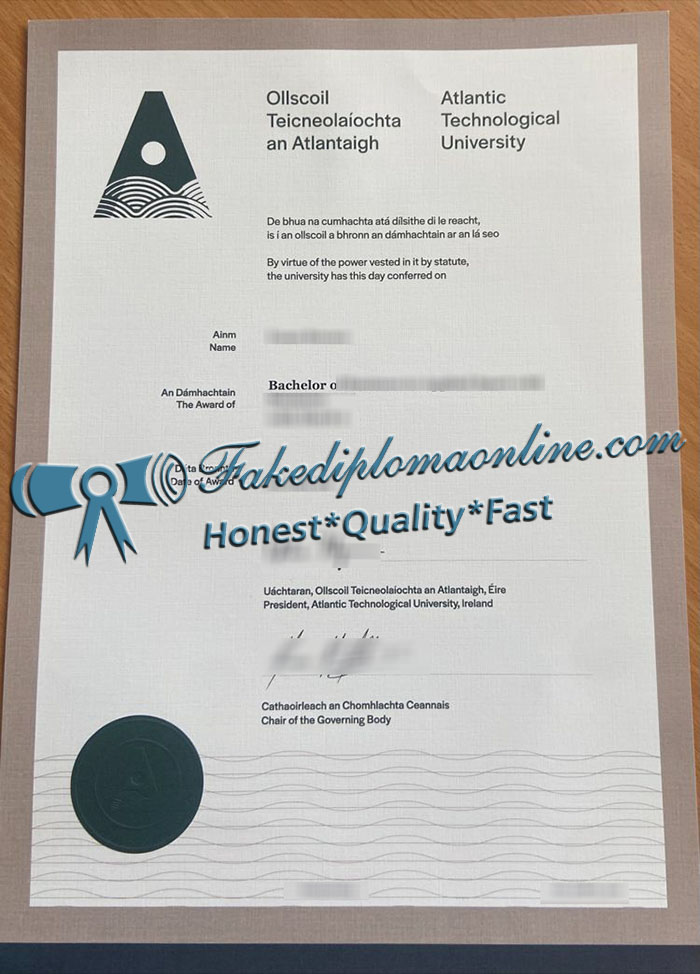 Ollscoil
Teicneolaíochta
an Atlantaigh
Atlantic
Technological
University
De bhua na cumhachta atá dílsithe di le reacht,
is í an ollscoil a bhronn an dámhachtain ar an lá seo
By virtue of the power vested in it by statute,
the university has this day conferred on
Ainm
Name
An Dámhachtain
The Award of
Bachelor o
Date of Award
Fakediplomaonline.com
Honest*Quality*Fast
Uáchtaran, Ollscoil Teicneolaíochta an Atlantaigh, Éire
President, Atlantic Technological University, Ireland
Cathaoirleach an Chomhlachta Ceannais
Chair of the Governing Body